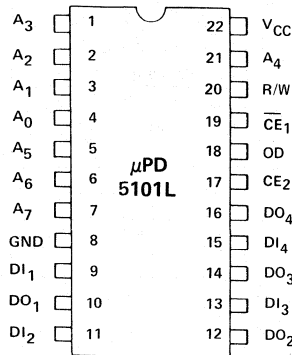 A3 1 22 VCC
A2 2 21 A4
A1 3 20 R/W
A0 4 19 C̅E̅1
A5 5 18 OD
A6 6 17 CE2
A7 7 16 DO4
GND 8 15 DI4
DI1 9 14 DO3
DO1 10 13 DI3
DI2 11 12 DO2
μPD
5101L